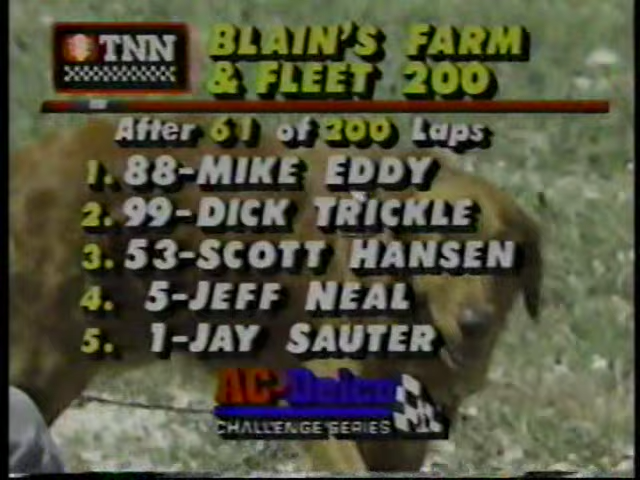 TNN
BLAIN'S FARM
& FLEET 200
After 61 of 200 Laps
1. 88-MIKE EDDY
2. 99-DICK TRICKLE
3. 53-SCOTT HANSEN
4. 5-JEFF NEAL
5. 1-JAY SAUTER
AC-Delco
CHALLENGE SERIES